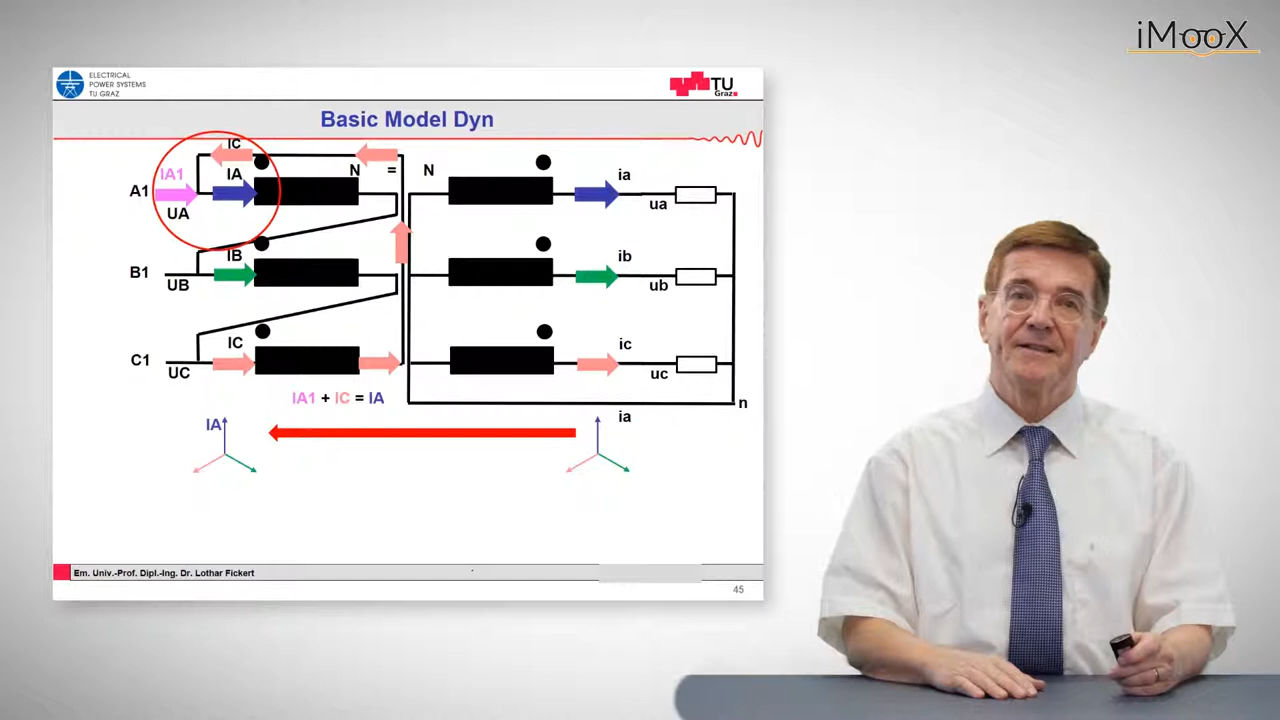 iMooX
ELECTRICAL
POWER SYSTEMS
TU GRAZ
TU
Graz
Basic Model Dyn
IC
IA1
IA
N = N
ia
A1
UA
ua
IB
ib
B1
UB
ub
IC
ic
C1
UC
uc
IA1 + IC = IA
n
IA
ia
Em. Univ.-Prof. Dipl.-Ing. Dr. Lothar Fickert
45